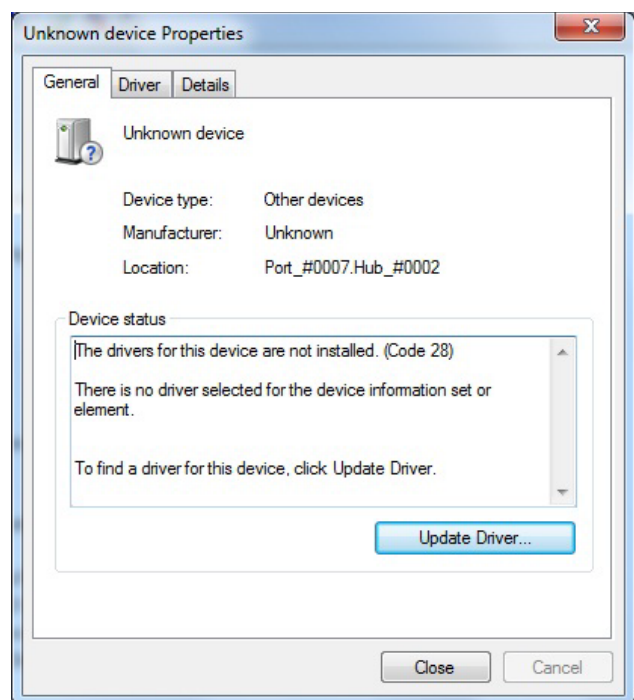 Unknown device Properties
General Driver Details
Unknown device
Device type: Other devices
Manufacturer: Unknown
Location: Port_#0007.Hub_#0002
Device status
The drivers for this device are not installed. (Code 28)
There is no driver selected for the device information set or
element.
To find a driver for this device, click Update Driver.
Update Driver...
Close Cancel